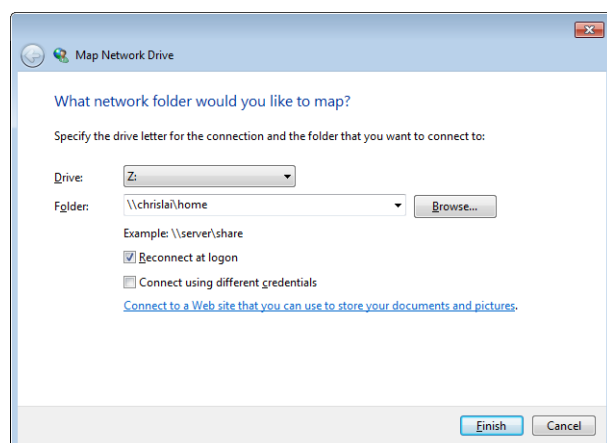 Map Network Drive
What network folder would you like to map?
Specify the drive letter for the connection and the folder that you want to connect to:
Drive: Z:
Folder: \\chrislai\home Browse...
Example: \\server\share
Reconnect at logon
Connect using different credentials
Connect to a Web site that you can use to store your documents and pictures.
Finish Cancel